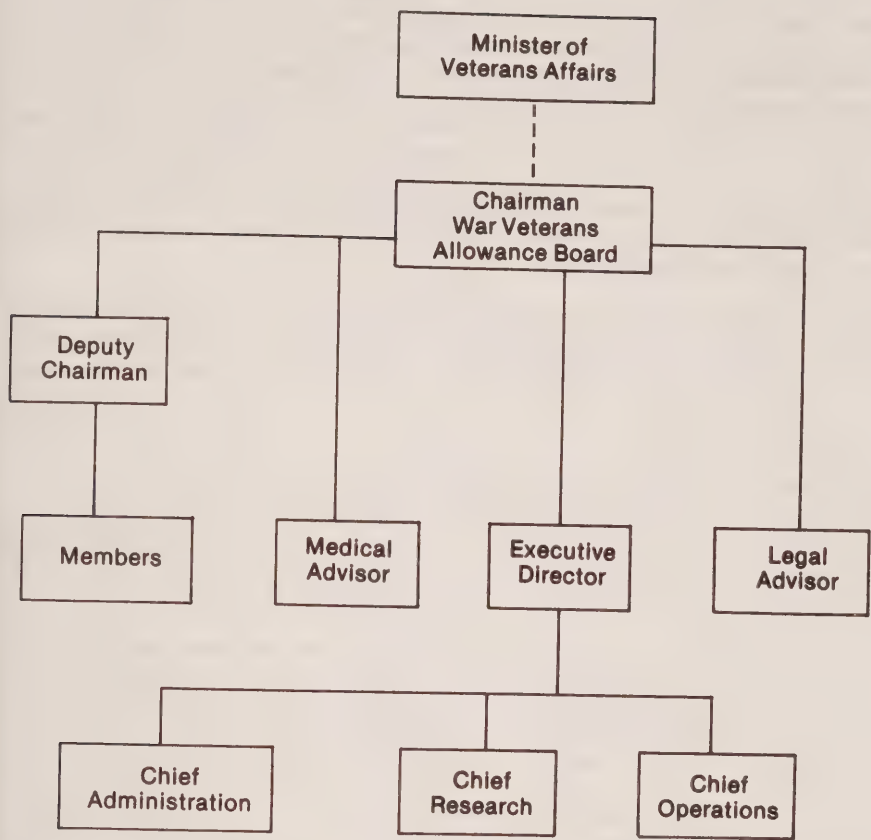 Minister of
Veterans Affairs
Chairman
War Veterans
Allowance Board
Deputy
Chairman
Members
Medical
Advisor
Executive
Director
Legal
Advisor
Chief
Administration
Chief
Research
Chief
Operations